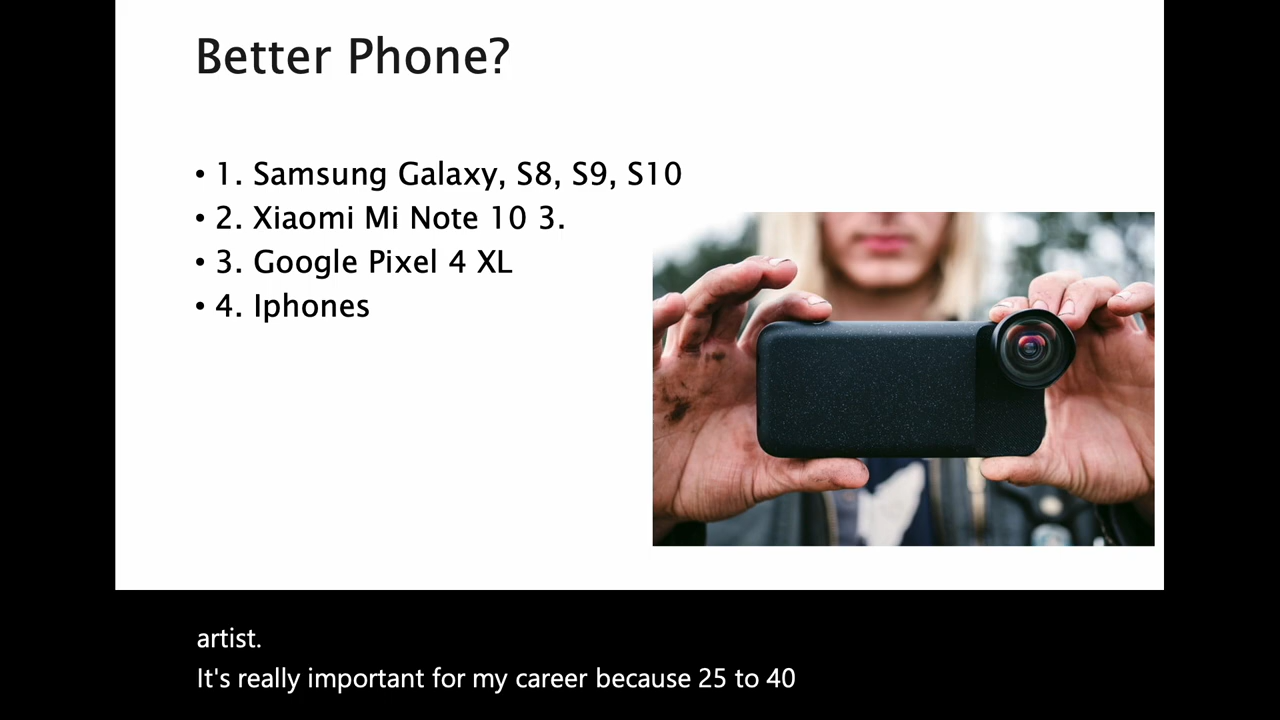 Better Phone?
• 1. Samsung Galaxy, S8, S9, S10
• 2. Xiaomi Mi Note 10 3.
• 3. Google Pixel 4 XL
• 4. Iphones
artist.
It's really important for my career because 25 to 40